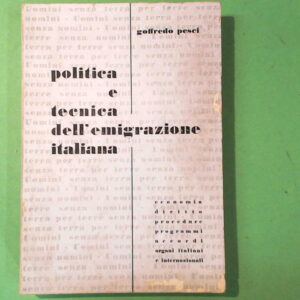 goffredo pesci
politica
e
tecnica
dell'emigrazione
italiana
economia
diritto
procedure
programmi
accordi
organi italiani
e internazionali